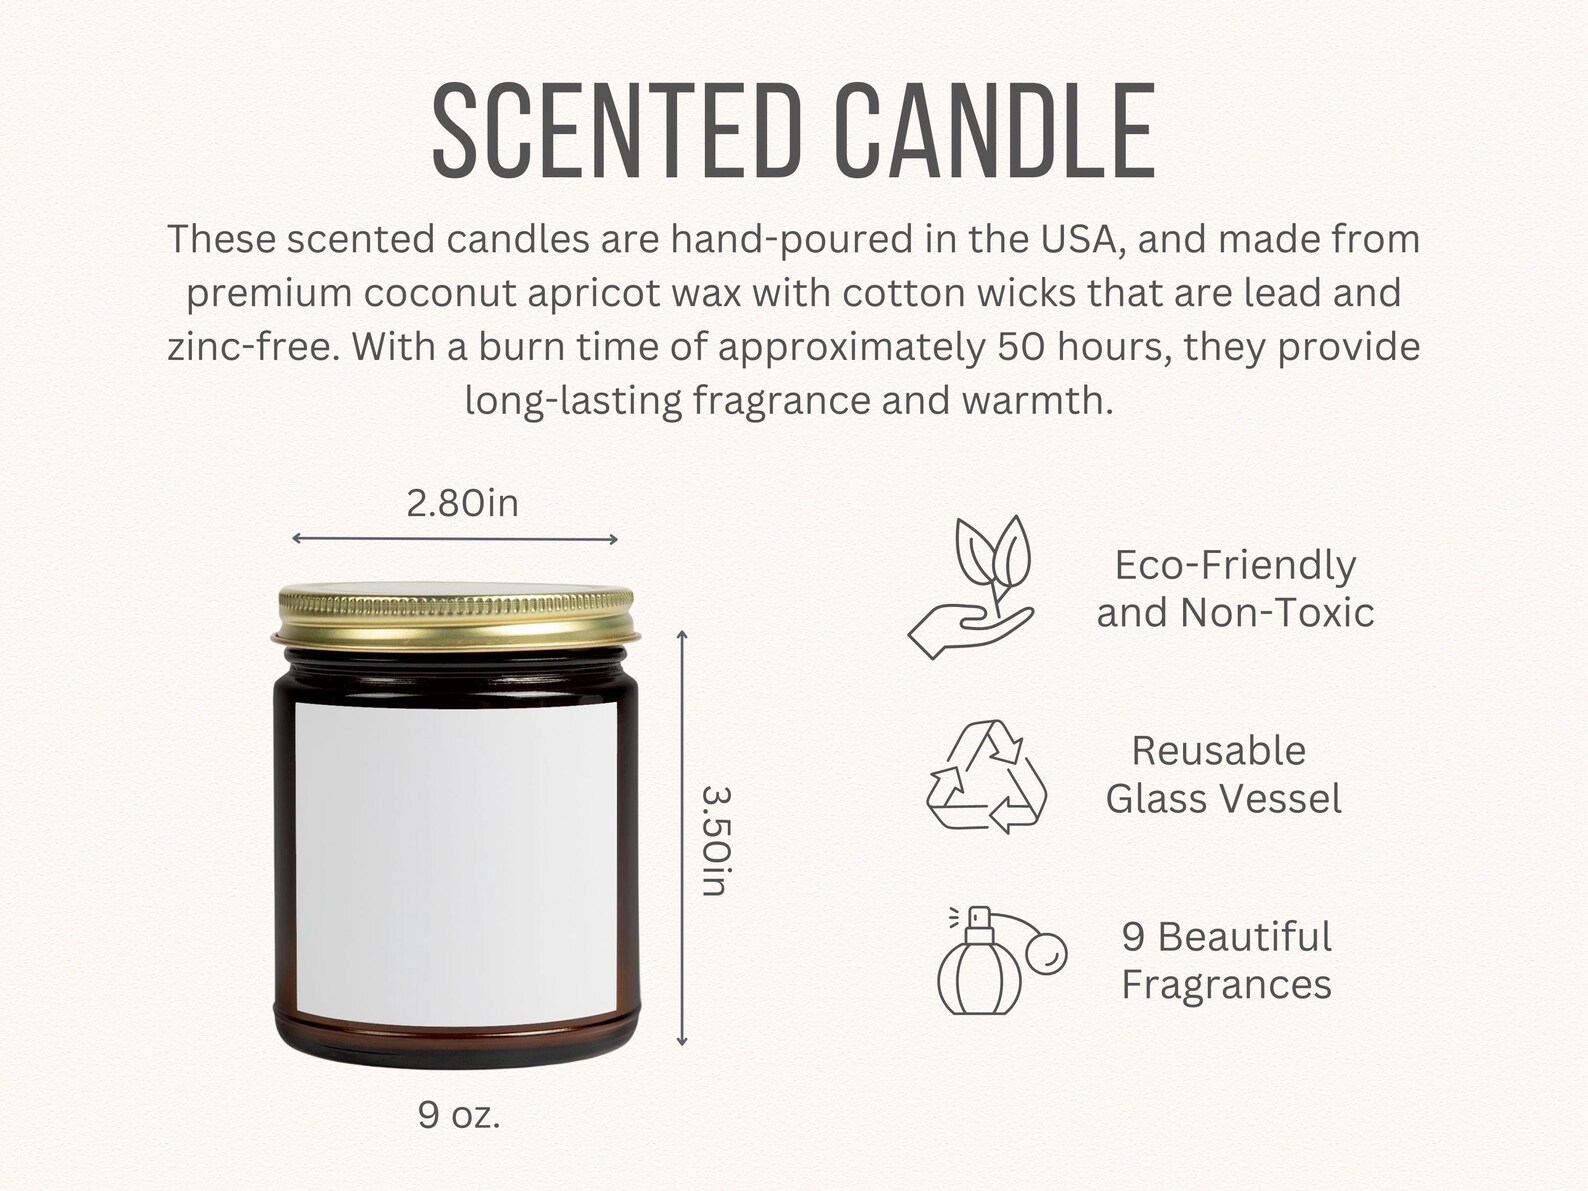 SCENTED CANDLE
These scented candles are hand-poured in the USA, and made from
premium coconut apricot wax with cotton wicks that are lead and
zinc-free. With a burn time of approximately 50 hours, they provide
long-lasting fragrance and warmth.
2.80in
3.50in
9 oz.
Eco-Friendly
and Non-Toxic
Reusable
Glass Vessel
9 Beautiful
Fragrances